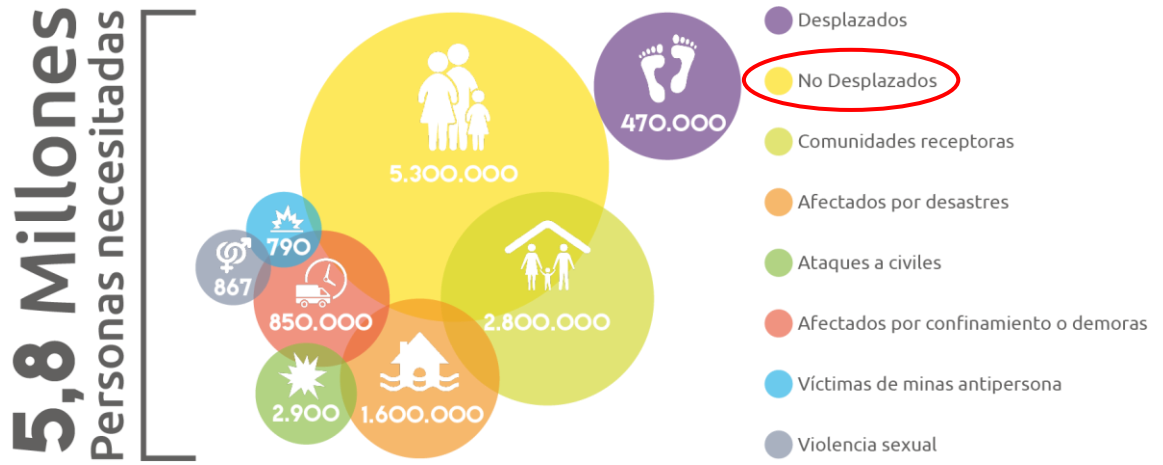 5,8 Millones
Personas necesitadas
5.300.000
470.000
790
867
850.000
2.800.000
2.900
1.600.000
Desplazados
No Desplazados
Comunidades receptoras
Afectados por desastres
Ataques a civiles
Afectados por confinamiento o demoras
Víctimas de minas antipersona
Violencia sexual